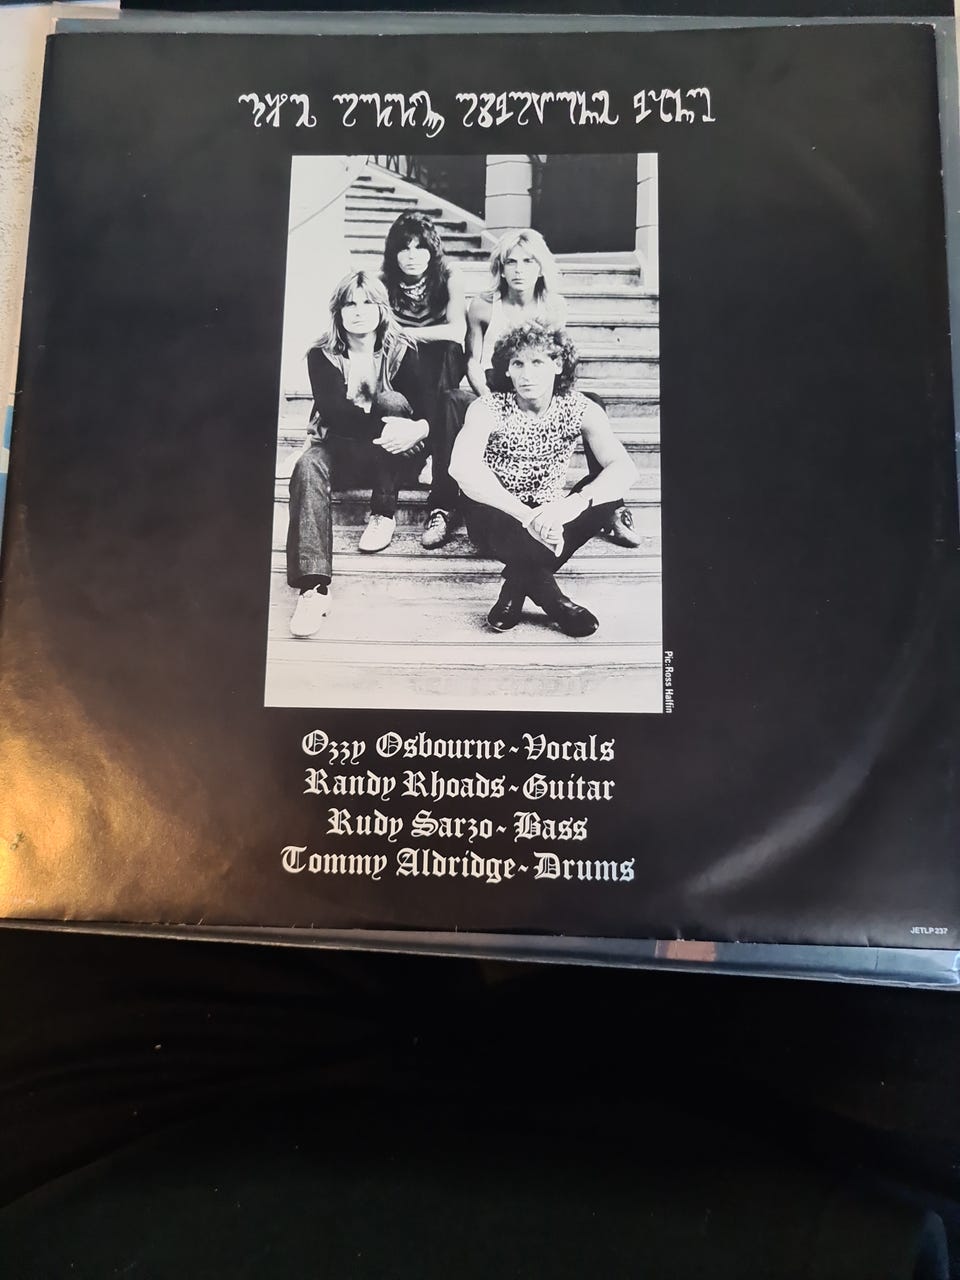 Pic: Ross Halfin
Ozzy Osbourne~Vocals
Randy Rhoads~Guitar
Rudy Sarzo~Bass
Tommy Aldridge~Drums
JETLP 237